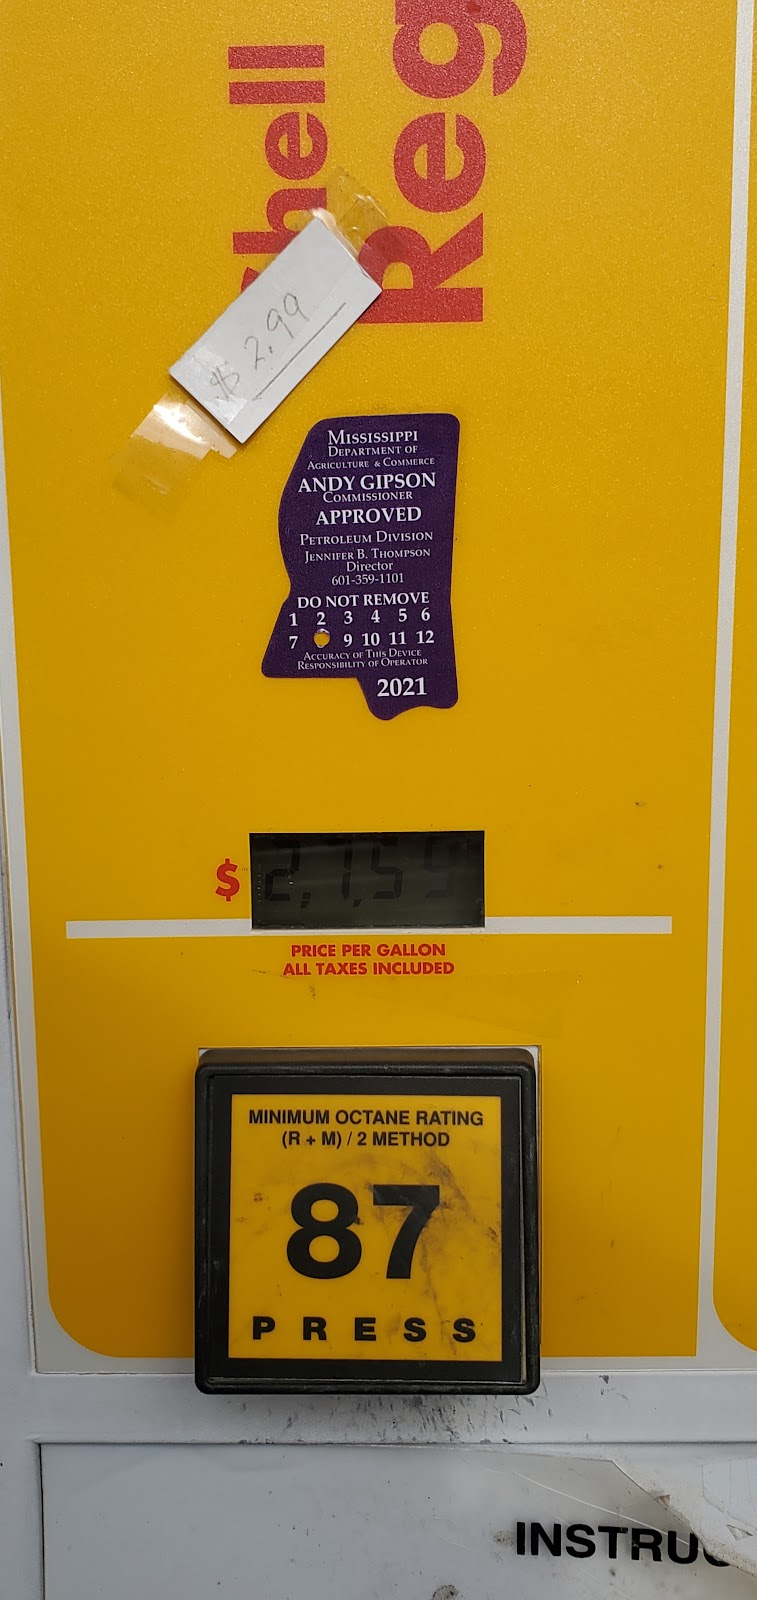 Shell
Reg
$ 2.99
MISSISSIPPI
DEPARTMENT OF
AGRICULTURE & COMMERCE
ANDY GIPSON
COMMISSIONER
APPROVED
PETROLEUM DIVISION
JENNIFER B. THOMPSON
Director
601-359-1101
DO NOT REMOVE
1 2 3 4 5 6
7 9 10 11 12
ACCURACY OF THIS DEVICE
RESPONSIBILITY OF OPERATOR
2021
$
PRICE PER GALLON
ALL TAXES INCLUDED
MINIMUM OCTANE RATING
(R + M) / 2 METHOD
87
PRESS
INSTRUC